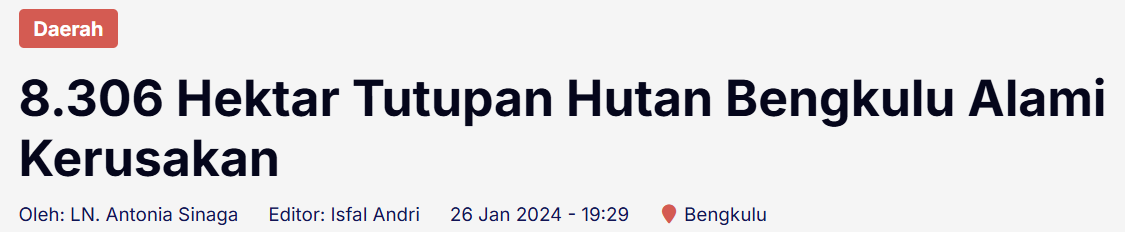 Daerah
8.306 Hektar Tutupan Hutan Bengkulu Alami
Kerusakan
Oleh: LN. Antonia Sinaga Editor: Isfal Andri 26 Jan 2024 - 19:29 Bengkulu